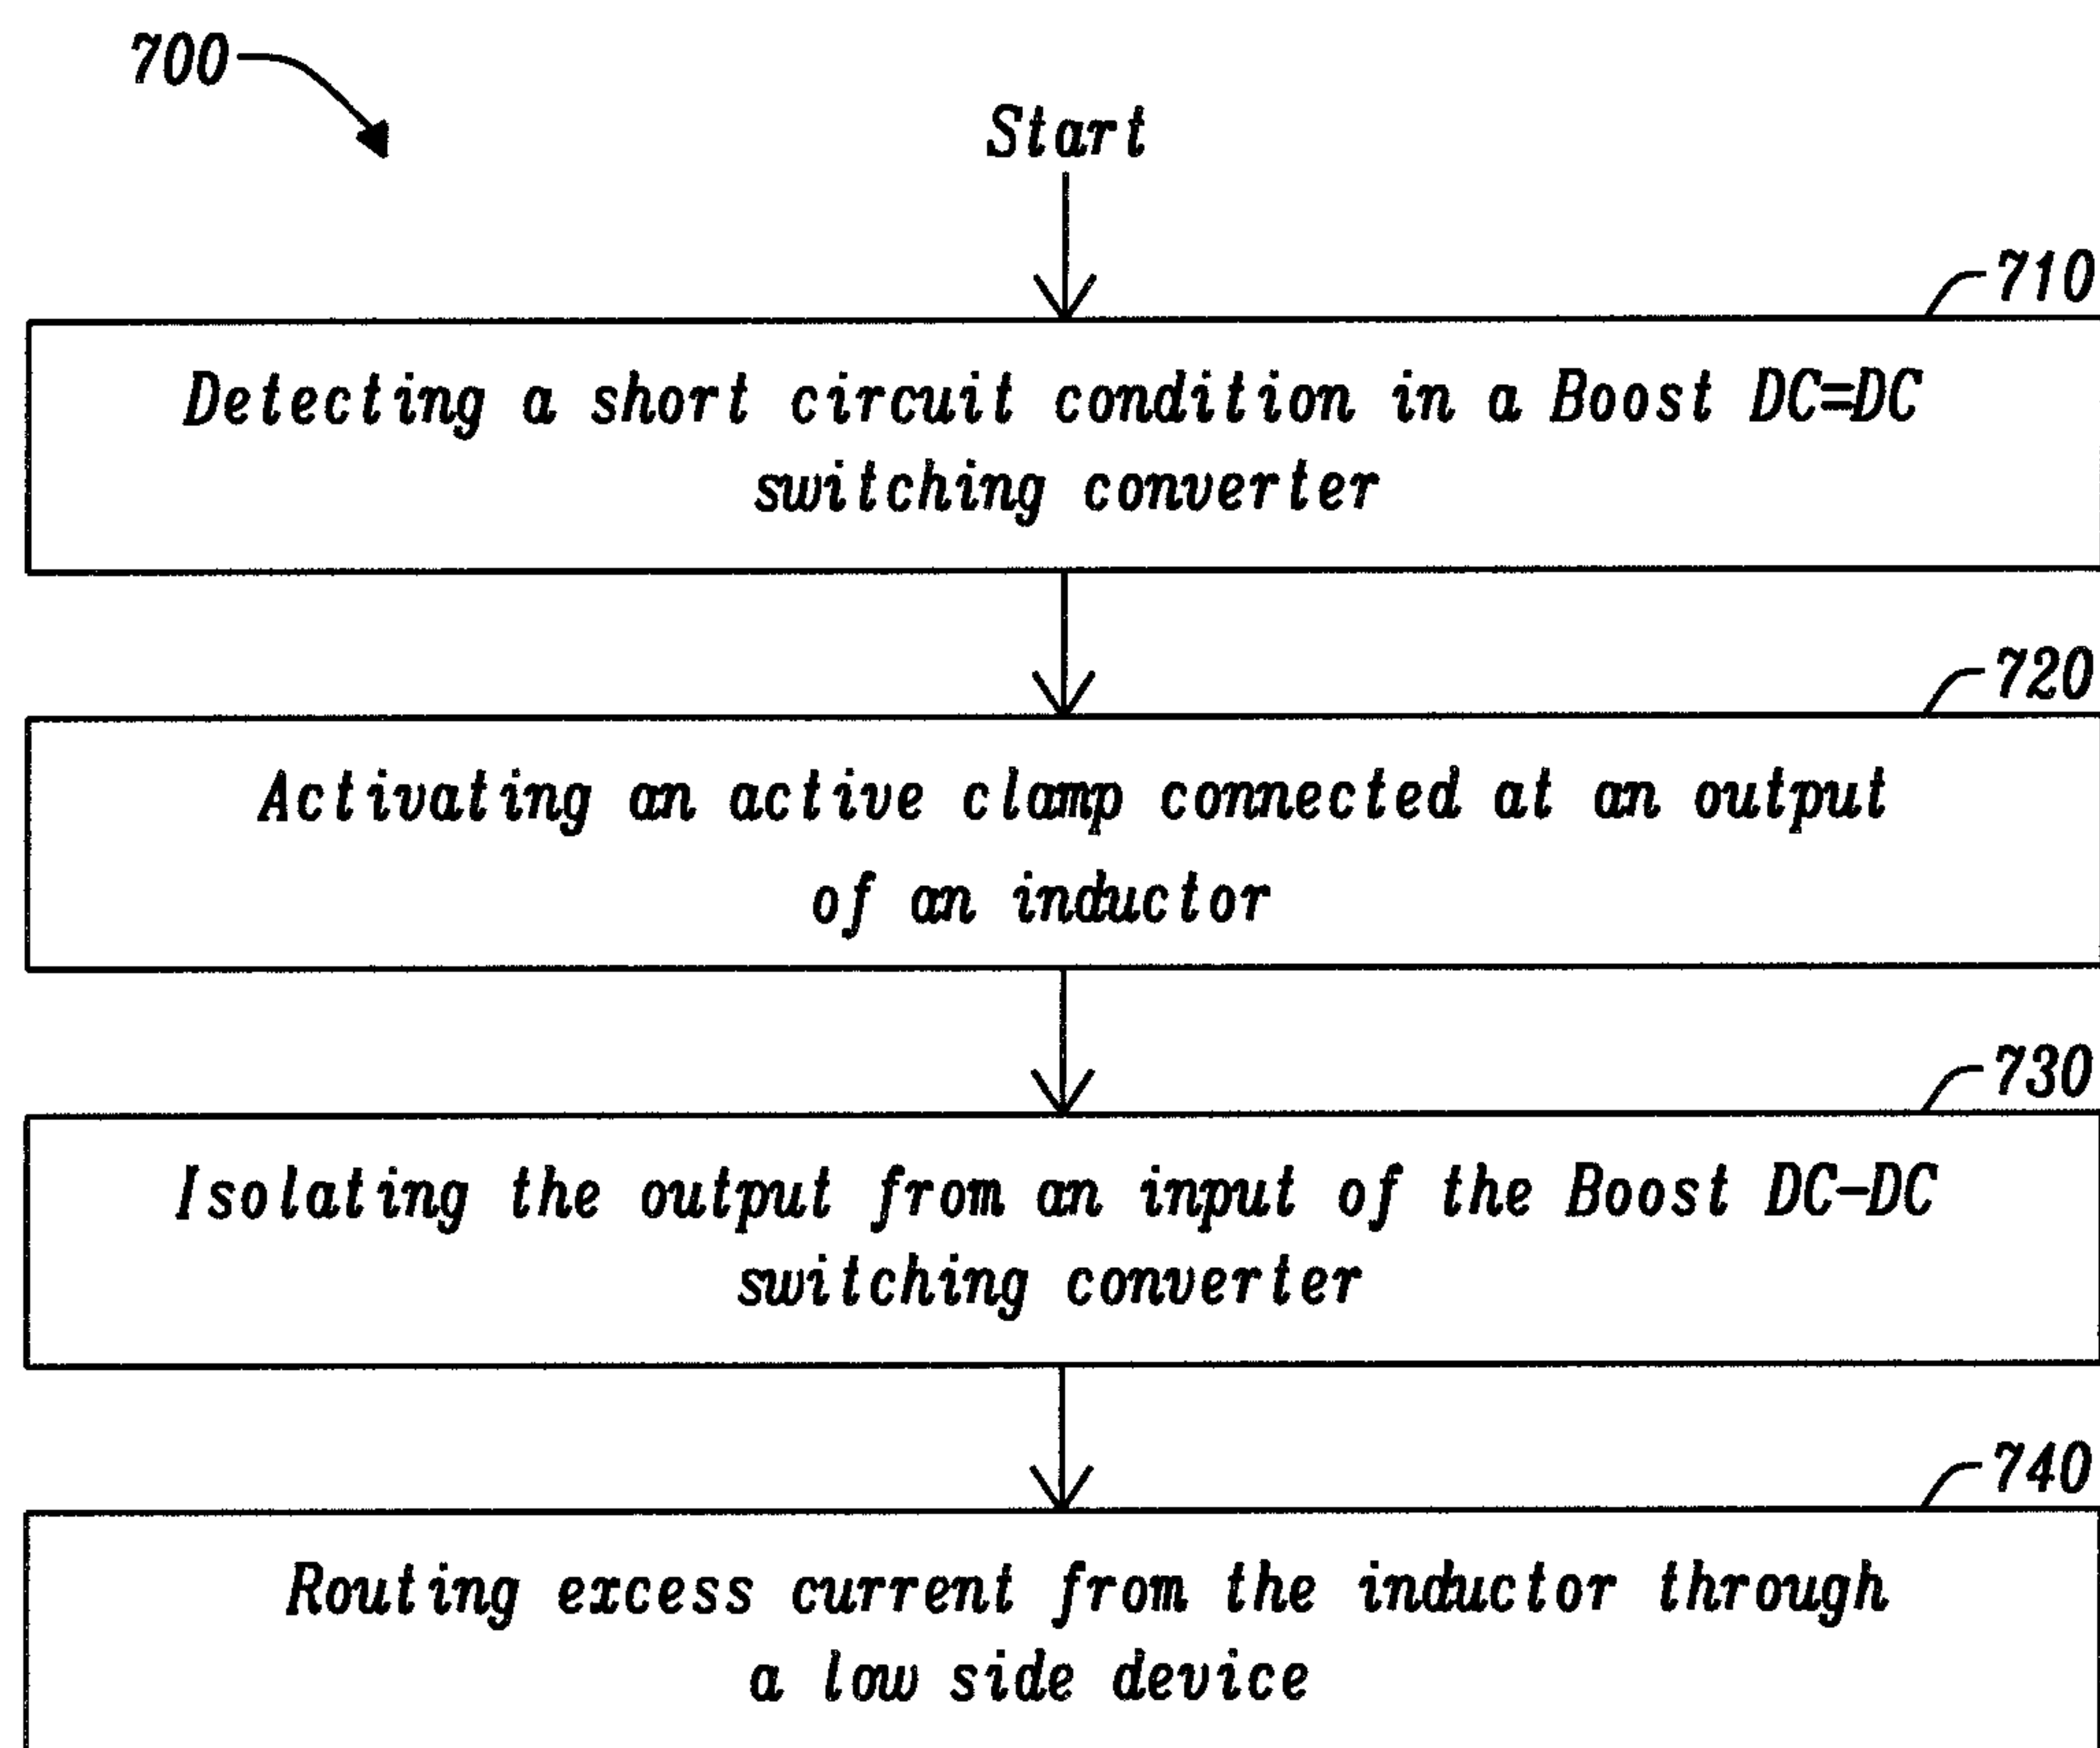 700
Start
710
Detecting a short circuit condition in a Boost DC=DC
switching converter
720
Activating an active clamp connected at an output
of an inductor
730
Isolating the output from an input of the Boost DC-DC
switching converter
740
Routing excess current from the inductor through
a low side device